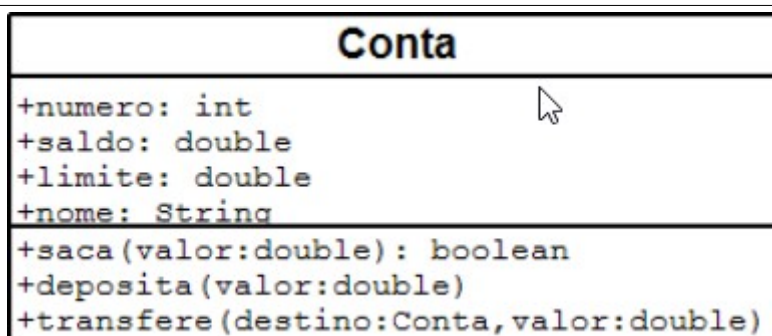 Conta
+numero: int
+saldo: double
+limite: double
+nome: String
+saca(valor:double): boolean
+deposita(valor:double)
+transfere(destino:Conta,valor:double)